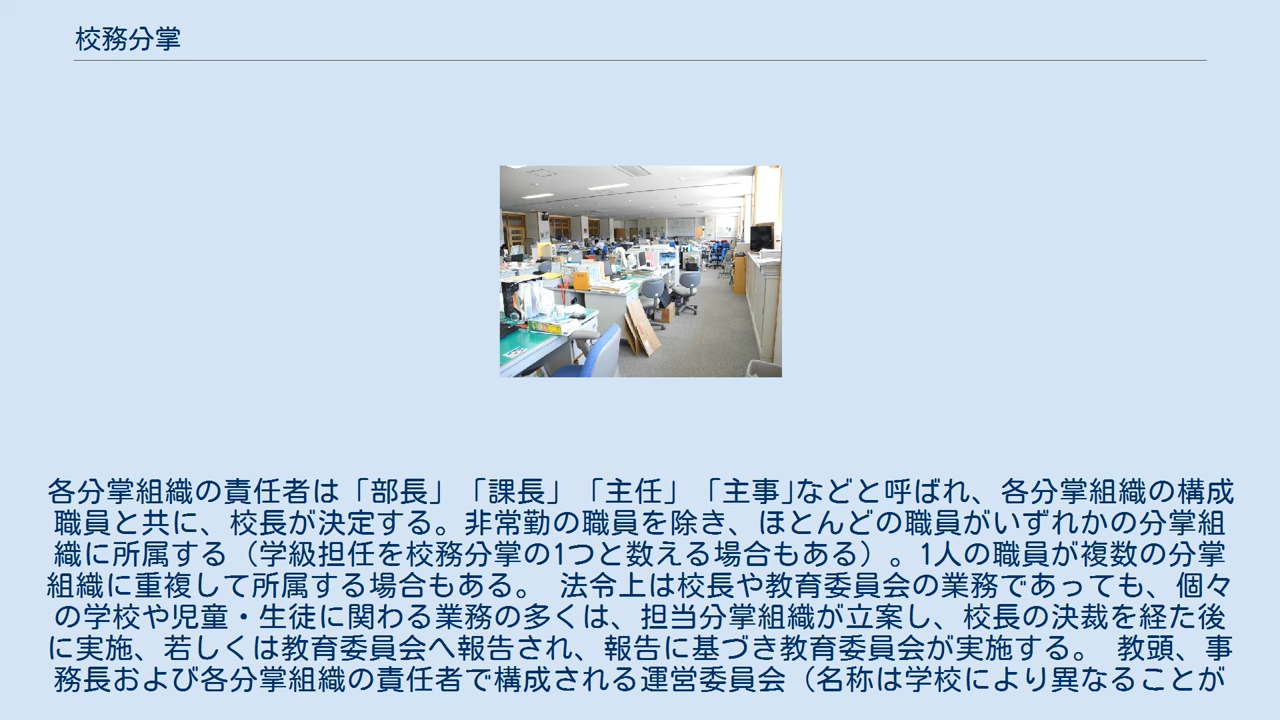 校務分掌
各分掌組織の責任者は「部長」「課長」「主任」「主事」などと呼ばれ、各分掌組織の構成
職員と共に、校長が決定する。非常勤の職員を除き、ほとんどの職員がいずれかの分掌組
織に所属する（学級担任を校務分掌の1つと数える場合もある）。1人の職員が複数の分掌
組織に重複して所属する場合もある。 法令上は校長や教育委員会の業務であっても、個々
の学校や児童・生徒に関わる業務の多くは、担当分掌組織が立案し、校長の決裁を経た後
に実施、若しくは教育委員会へ報告され、報告に基づき教育委員会が実施する。 教頭、事
務長および各分掌組織の責任者で構成される運営委員会（名称は学校により異なることが